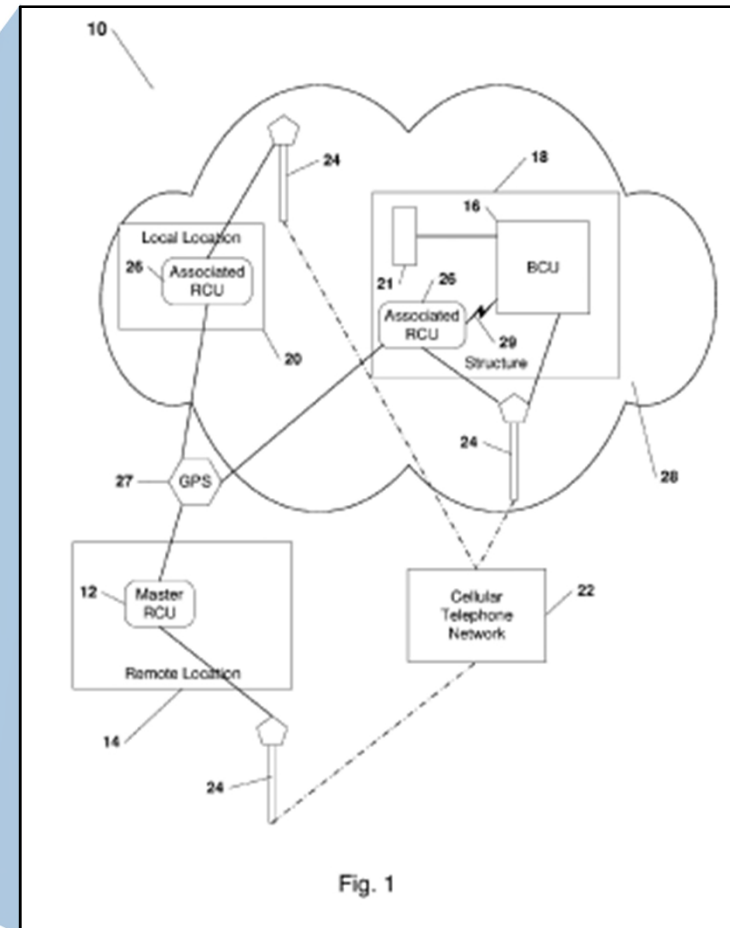 10
24
18
16
Local Location
26
Associated
RCU
BCU
21
26
Associated
RCU
29
20
Structure
24
27
GPS
28
12
Master
RCU
Cellular
Telephone
Network
22
Remote Location
14
24
Fig. 1